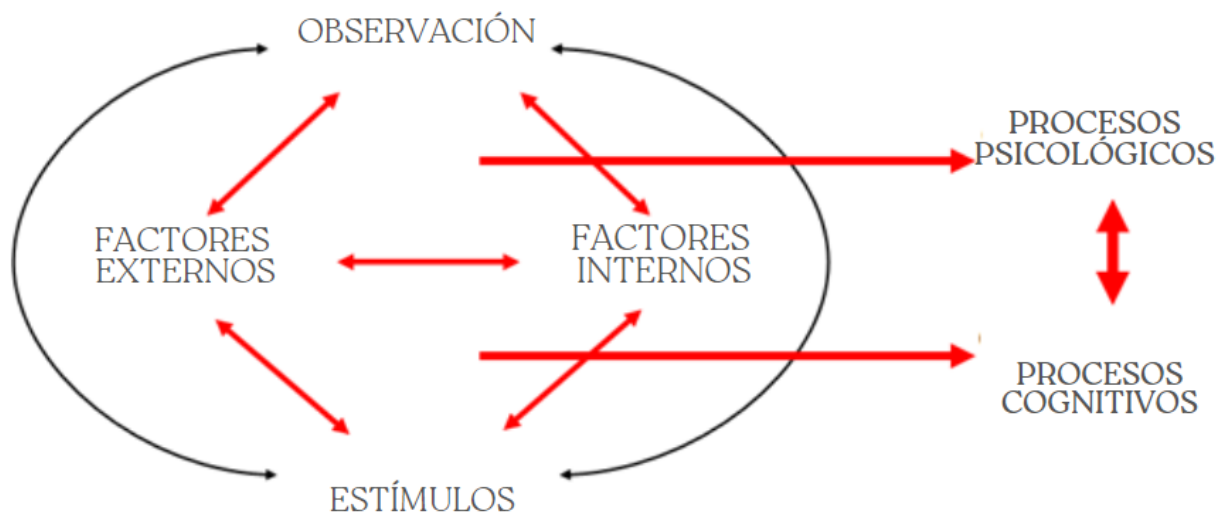 OBSERVACIÓN
FACTORES
EXTERNOS
FACTORES
INTERNOS
ESTÍMULOS
PROCESOS
PSICOLÓGICOS
PROCESOS
COGNITIVOS